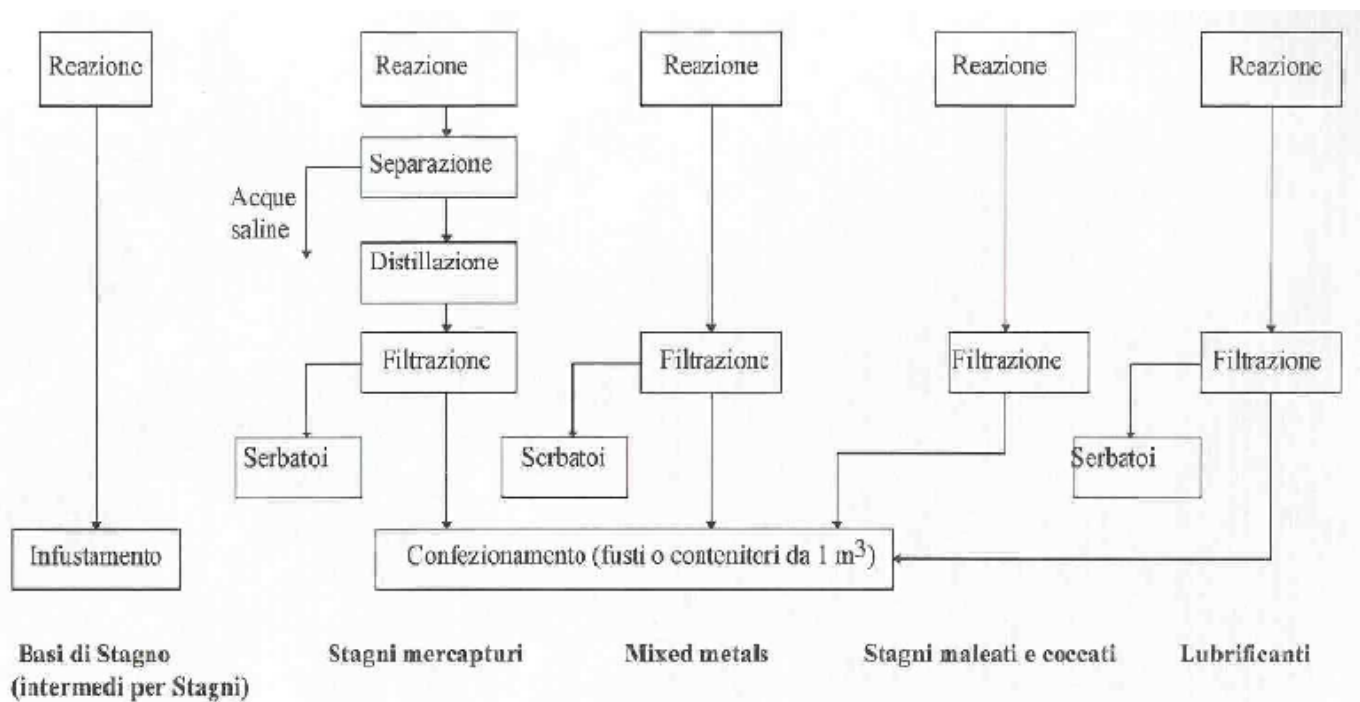 Reazione
Reazione
Reazione
Reazione
Reazione
Separazione
Acque
saline
Distillazione
Filtrazione
Filtrazione
Filtrazione
Filtrazione
Serbatoi
Serbatoi
Serbatoi
Infustamento
Confezionamento (fusti o contenitori da 1 m³)
Basi di Stagno
(intermedi per Stagni)
Stagni mercapturi
Mixed metals
Stagni maleati e coccati
Lubrificanti